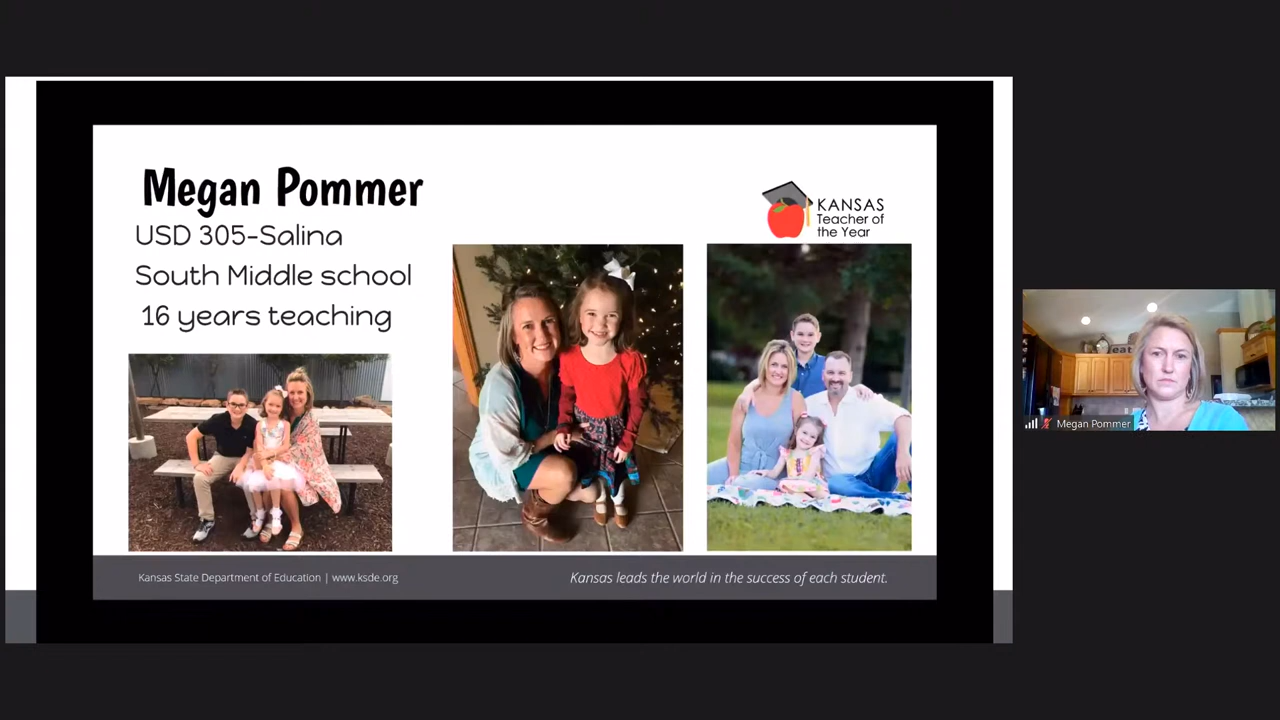 Megan Pommer
USD 305-Salina
South Middle school
16 years teaching
KANSAS
Teacher of
the Year
Kansas State Department of Education | www.ksde.org
Kansas leads the world in the success of each student.
eat
Megan Pommer